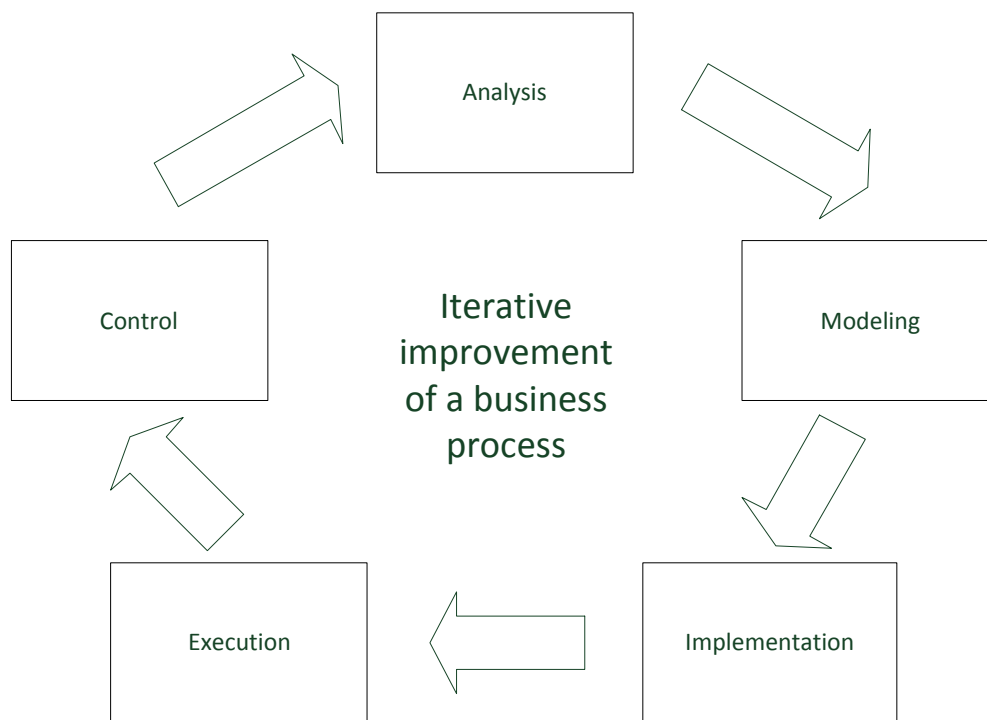 Analysis
Control
Iterative
improvement
of a business
process
Modeling
Execution
Implementation